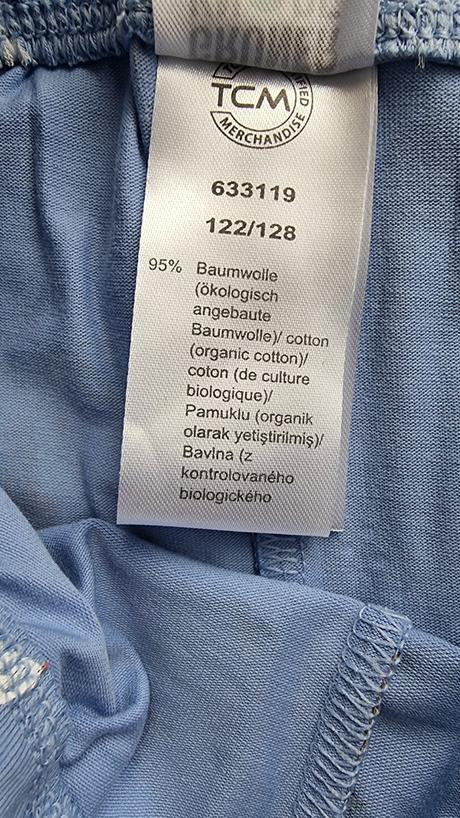 TCM
MERCHANDISE
633119
122/128
95% Baumwolle
(ökologisch
angebaute
Baumwolle)/ cotton
(organic cotton)/
coton (de culture
biologique)/
Pamuklu (organik
olarak yetiştirilmiş)/
Bavlna (z
kontrolovaného
biologického